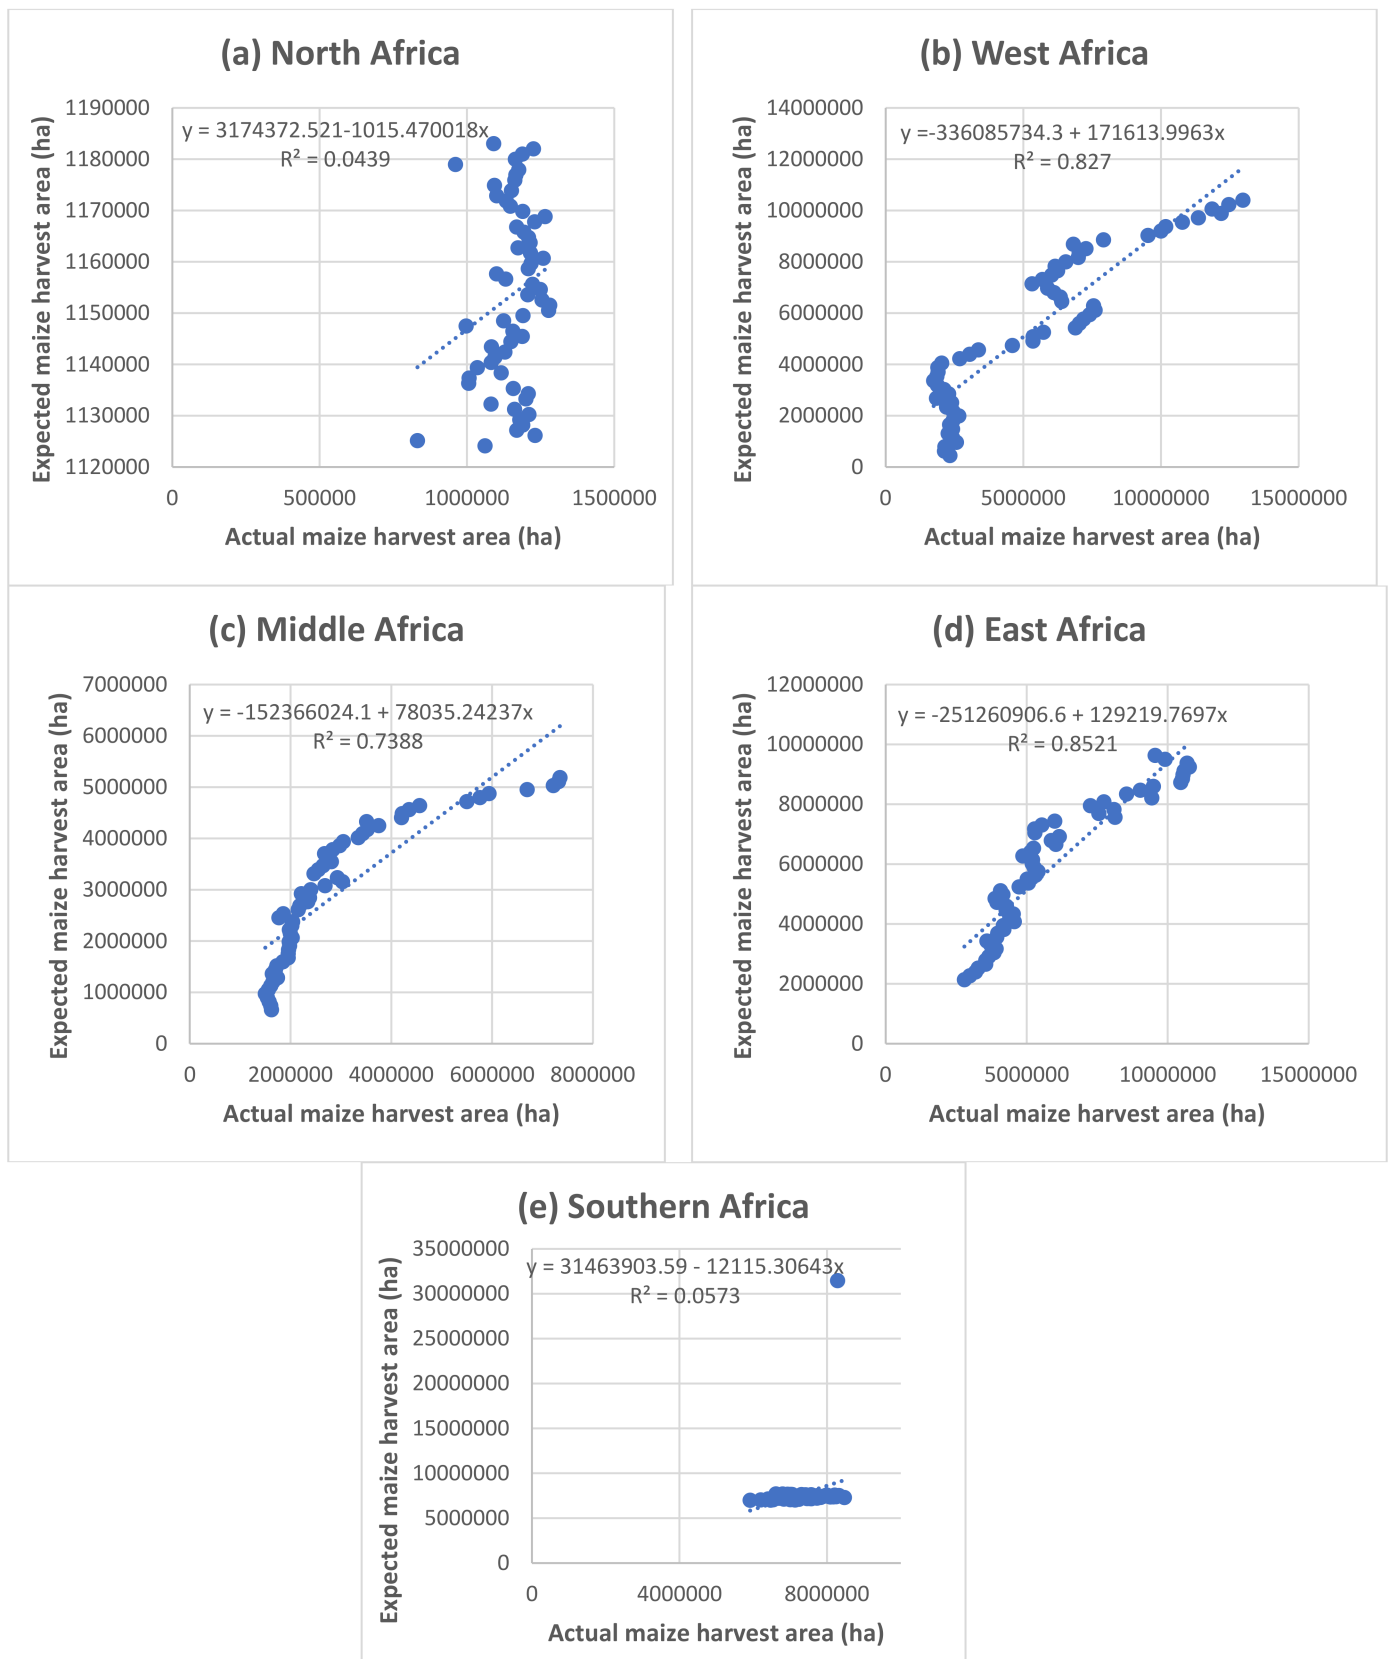 (a) North Africa
Expected maize harvest area (ha)
1190000
1180000
1170000
1160000
1150000
1140000
1130000
1120000
y = 3174372.521-1015.470018x
R² = 0.0439
0
500000
1000000
1500000
Actual maize harvest area (ha)
(b) West Africa
Expected maize harvest area (ha)
14000000
12000000
10000000
8000000
6000000
4000000
2000000
0
y =-336085734.3 + 171613.9963x
R² = 0.827
0
5000000
10000000
15000000
Actual maize harvest area (ha)
(c) Middle Africa
Expected maize harvest area (ha)
7000000
6000000
5000000
4000000
3000000
2000000
1000000
0
y = -152366024.1 + 78035.24237x
R² = 0.7388
0
2000000
4000000
6000000
8000000
Actual maize harvest area (ha)
(d) East Africa
Expected maize harvest area (ha)
12000000
10000000
8000000
6000000
4000000
2000000
0
y = -251260906.6 + 129219.7697x
R² = 0.8521
0
5000000
10000000
15000000
Actual maize harvest area (ha)
(e) Southern Africa
Expected maize harvest area (ha)
35000000
30000000
25000000
20000000
15000000
10000000
5000000
0
y = 31463903.59 - 12115.30643x
R² = 0.0573
0
4000000
8000000
Actual maize harvest area (ha)